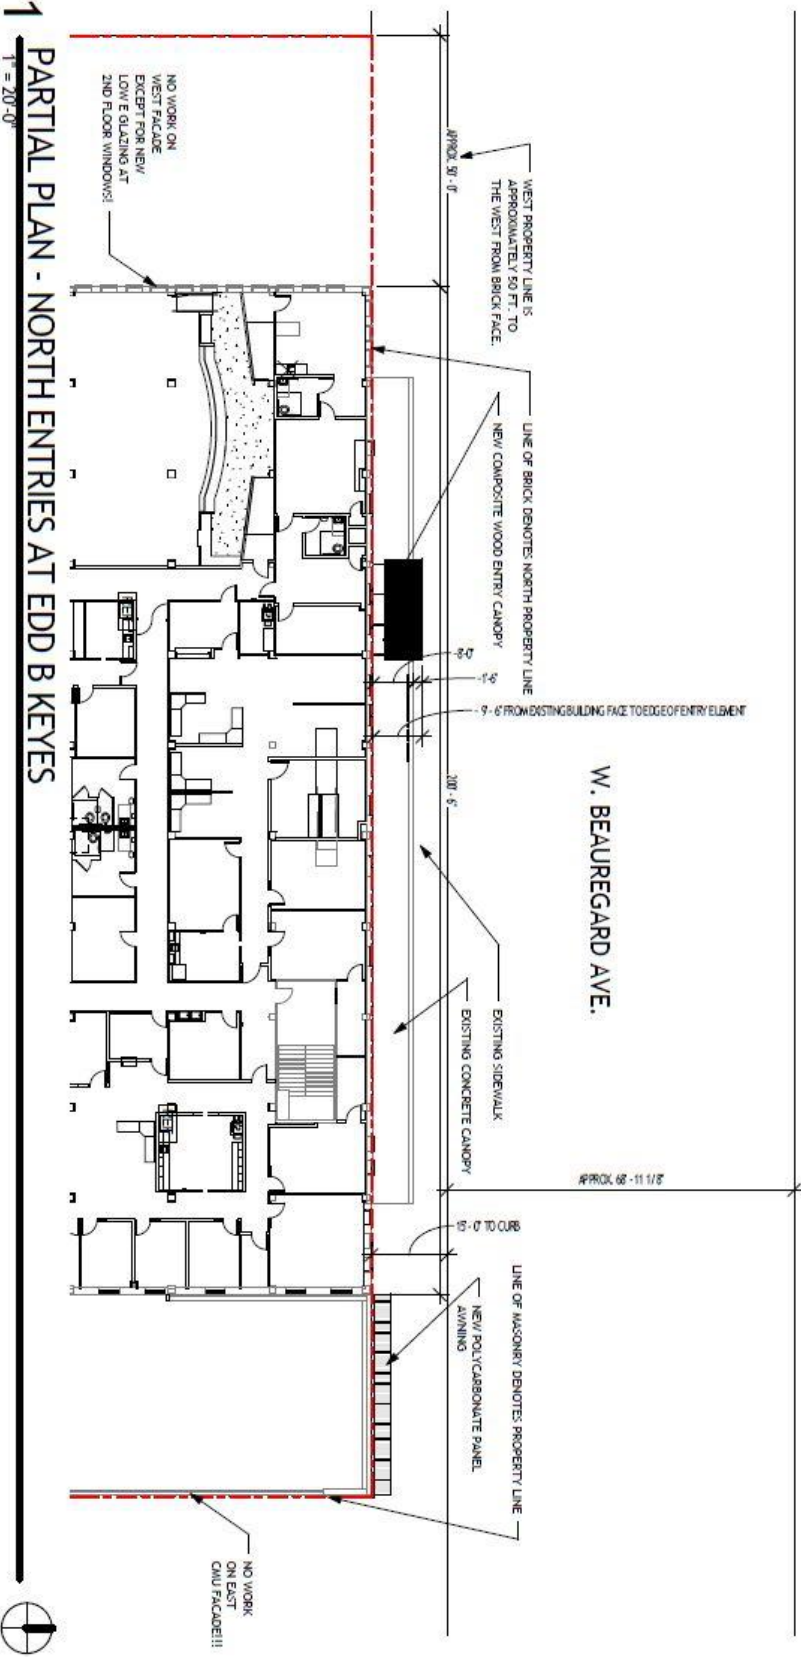 W. BEAUREGARD AVE.
APPROX. 68' - 11 1/8"
WEST PROPERTY LINE IS
APPROXIMATELY 50 FT. TO
THE WEST FROM BRICK FACE.
APPROX. 50' - 0"
LINE OF BRICK DENOTES NORTH PROPERTY LINE
NEW COMPOSITE WOOD ENTRY CANOPY
8'-0"
1'-6"
9' - 6" FROM EXISTING BUILDING FACE TO EDGE OF ENTRY ELEMENT
200' - 6"
EXISTING SIDEWALK
EXISTING CONCRETE CANOPY
15' - 0" TO CURB
LINE OF MASONRY DENOTES PROPERTY LINE
NEW POLYCARBONATE PANEL
AWNING
NO WORK ON
WEST FACADE
EXCEPT FOR NEW
LOW E GLAZING AT
2ND FLOOR WINDOWS!
NO WORK
ON EAST
CMU FACADE!!!
1 PARTIAL PLAN - NORTH ENTRIES AT EDD B KEYES
1" = 20'-0"